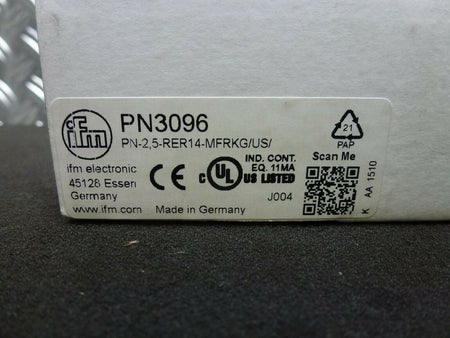 ifm
PN3096
PN-2,5-RER14-MFRKG/US/
ifm electronic
45128 Essen
Germany
www.ifm.com
Made in Germany
CE
c UL US LISTED
IND. CONT.
EQ. 11MA
J004
21
PAP
Scan Me
K AA 1510